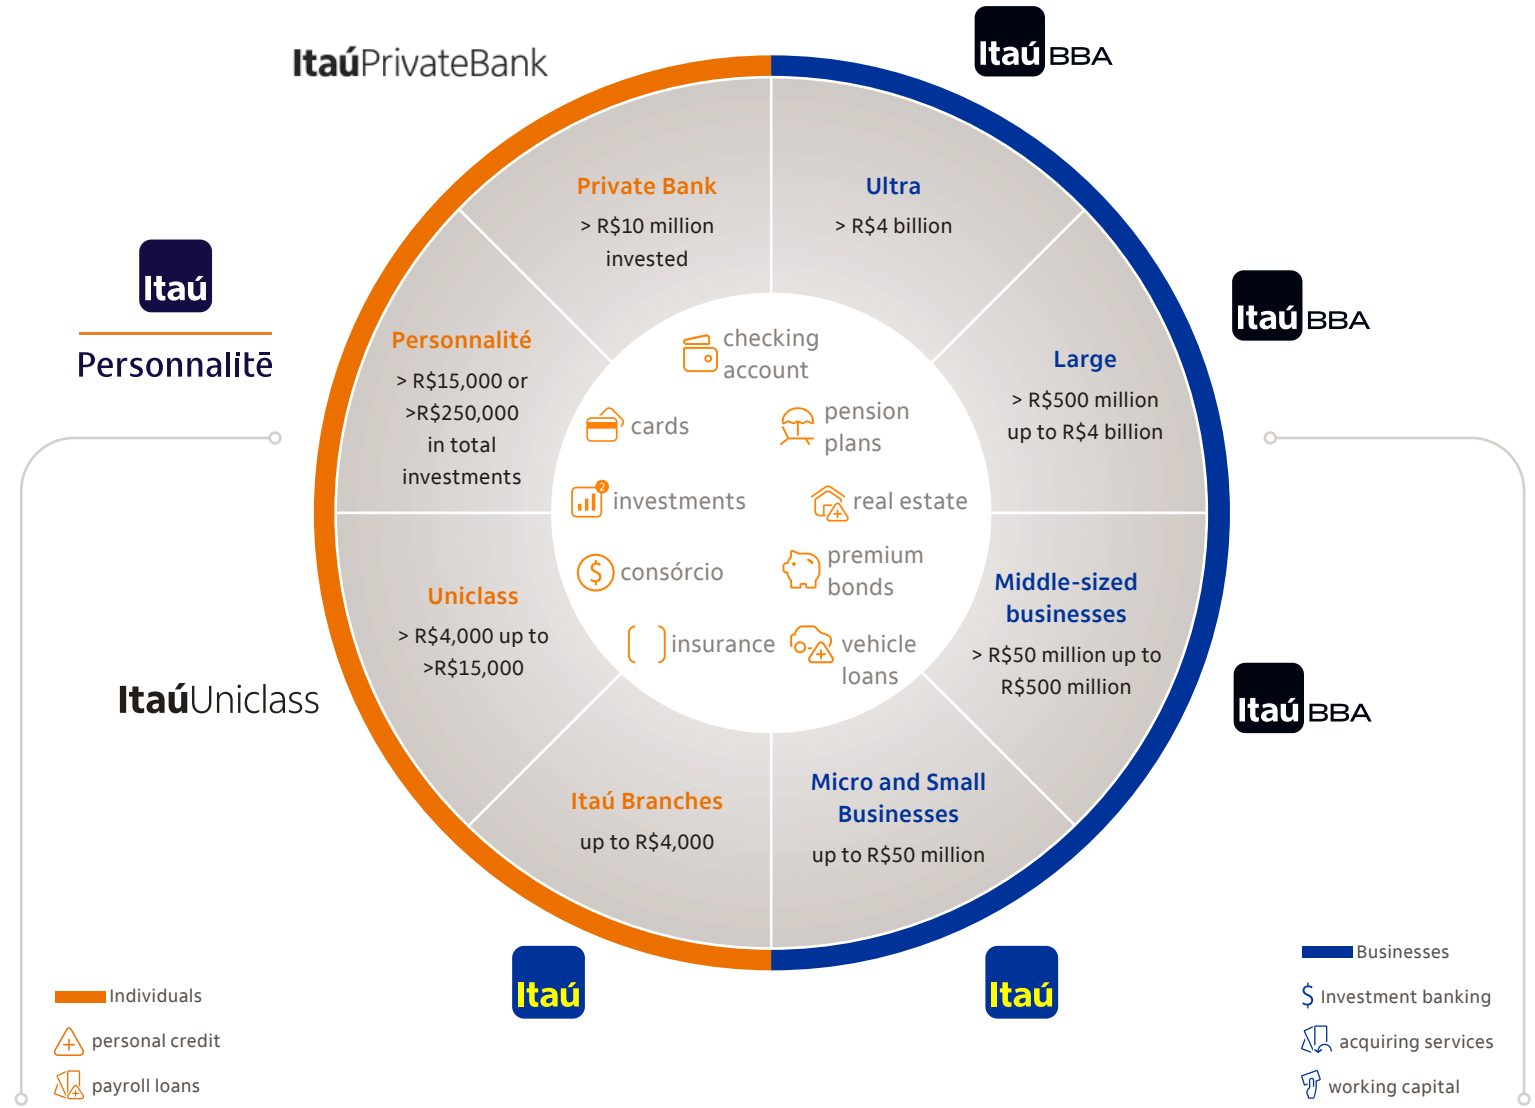 ItaúPrivateBank
Itaú BBA
Private Bank
> R$10 million
invested
Ultra
> R$4 billion
Itaú
Personnalitē
Itaú BBA
Personnalité
> R$15,000 or
>R$250,000
in total
investments
Large
> R$500 million
up to R$4 billion
checking
account
cards
pension
plans
2
investments
real estate
$
consórcio
premium
bonds
insurance
vehicle
loans
Uniclass
> R$4,000 up to
>R$15,000
Middle-sized
businesses
> R$50 million up to
R$500 million
ItaúUniclass
Itaú BBA
Itaú Branches
up to R$4,000
Micro and Small
Businesses
up to R$50 million
Itaú
Itaú
Individuals
personal credit
payroll loans
Businesses
$ Investment banking
acquiring services
working capital